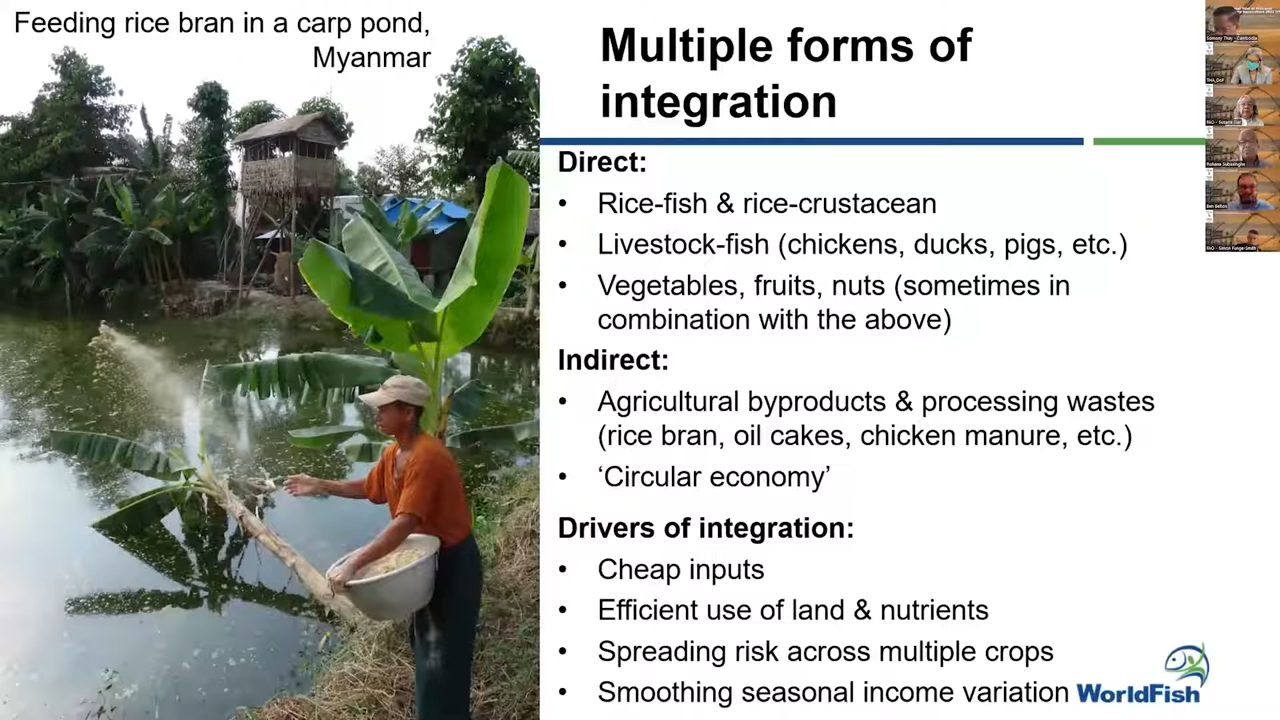 Feeding rice bran in a carp pond,
Myanmar
Multiple forms of
integration
Direct:
• Rice-fish & rice-crustacean
• Livestock-fish (chickens, ducks, pigs, etc.)
• Vegetables, fruits, nuts (sometimes in
combination with the above)
Indirect:
• Agricultural byproducts & processing wastes
(rice bran, oil cakes, chicken manure, etc.)
• ‘Circular economy’
Drivers of integration:
• Cheap inputs
• Efficient use of land & nutrients
• Spreading risk across multiple crops
• Smoothing seasonal income variation
WorldFish